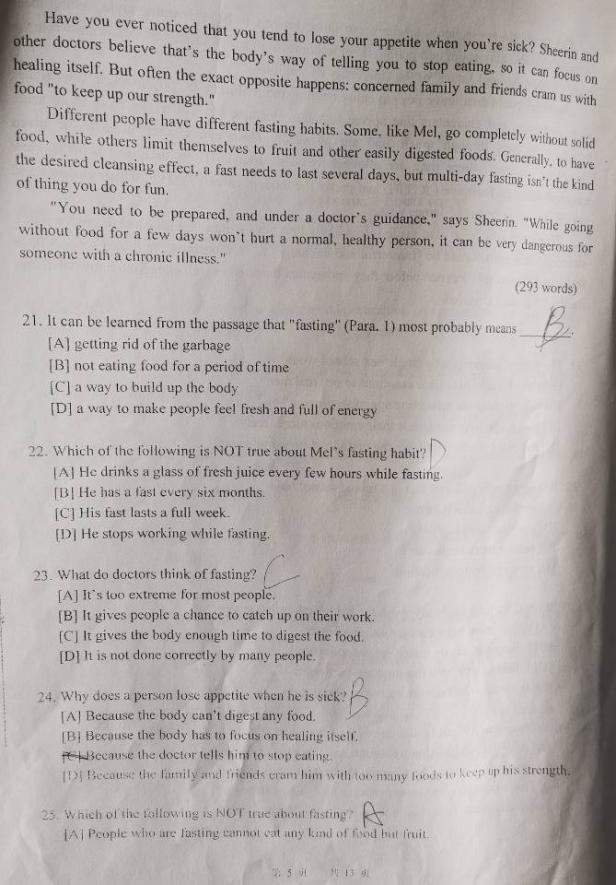 Have you ever noticed that you tend to lose your appetite when you're sick? Sheerin and
other doctors believe that's the body's way of telling you to stop eating, so it can focus on
healing itself. But often the exact opposite happens: concerned family and friends cram us with
food "to keep up our strength."
Different people have different fasting habits. Some, like Mel, go completely without solid
food, while others limit themselves to fruit and other easily digested foods. Generally, to have
the desired cleansing effect, a fast needs to last several days, but multi-day fasting isn't the kind
of thing you do for fun.
"You need to be prepared, and under a doctor's guidance," says Sheerin. "While going
without food for a few days won't hurt a normal, healthy person, it can be very dangerous for
someone with a chronic illness."
(293 words)
21. It can be learned from the passage that "fasting" (Para. 1) most probably means ____. B
[A] getting rid of the garbage
[B] not eating food for a period of time
[C] a way to build up the body
[D] a way to make people feel fresh and full of energy
22. Which of the following is NOT true about Mel's fasting habit? D
[A] He drinks a glass of fresh juice every few hours while fasting.
[B] He has a fast every six months.
[C] His fast lasts a full week.
[D] He stops working while fasting.
23. What do doctors think of fasting? C
[A] It's too extreme for most people.
[B] It gives people a chance to catch up on their work.
[C] It gives the body enough time to digest the food.
[D] It is not done correctly by many people.
24. Why does a person lose appetite when he is sick? B
[A] Because the body can't digest any food.
[B] Because the body has to focus on healing itself.
[C] Because the doctor tells him to stop eating.
[D] Because the family and friends cram him with too many foods to keep up his strength.
25. Which of the following is NOT true about fasting? A
[A] People who are fasting cannot eat any kind of food but fruit.
第 5 页 共 13 页